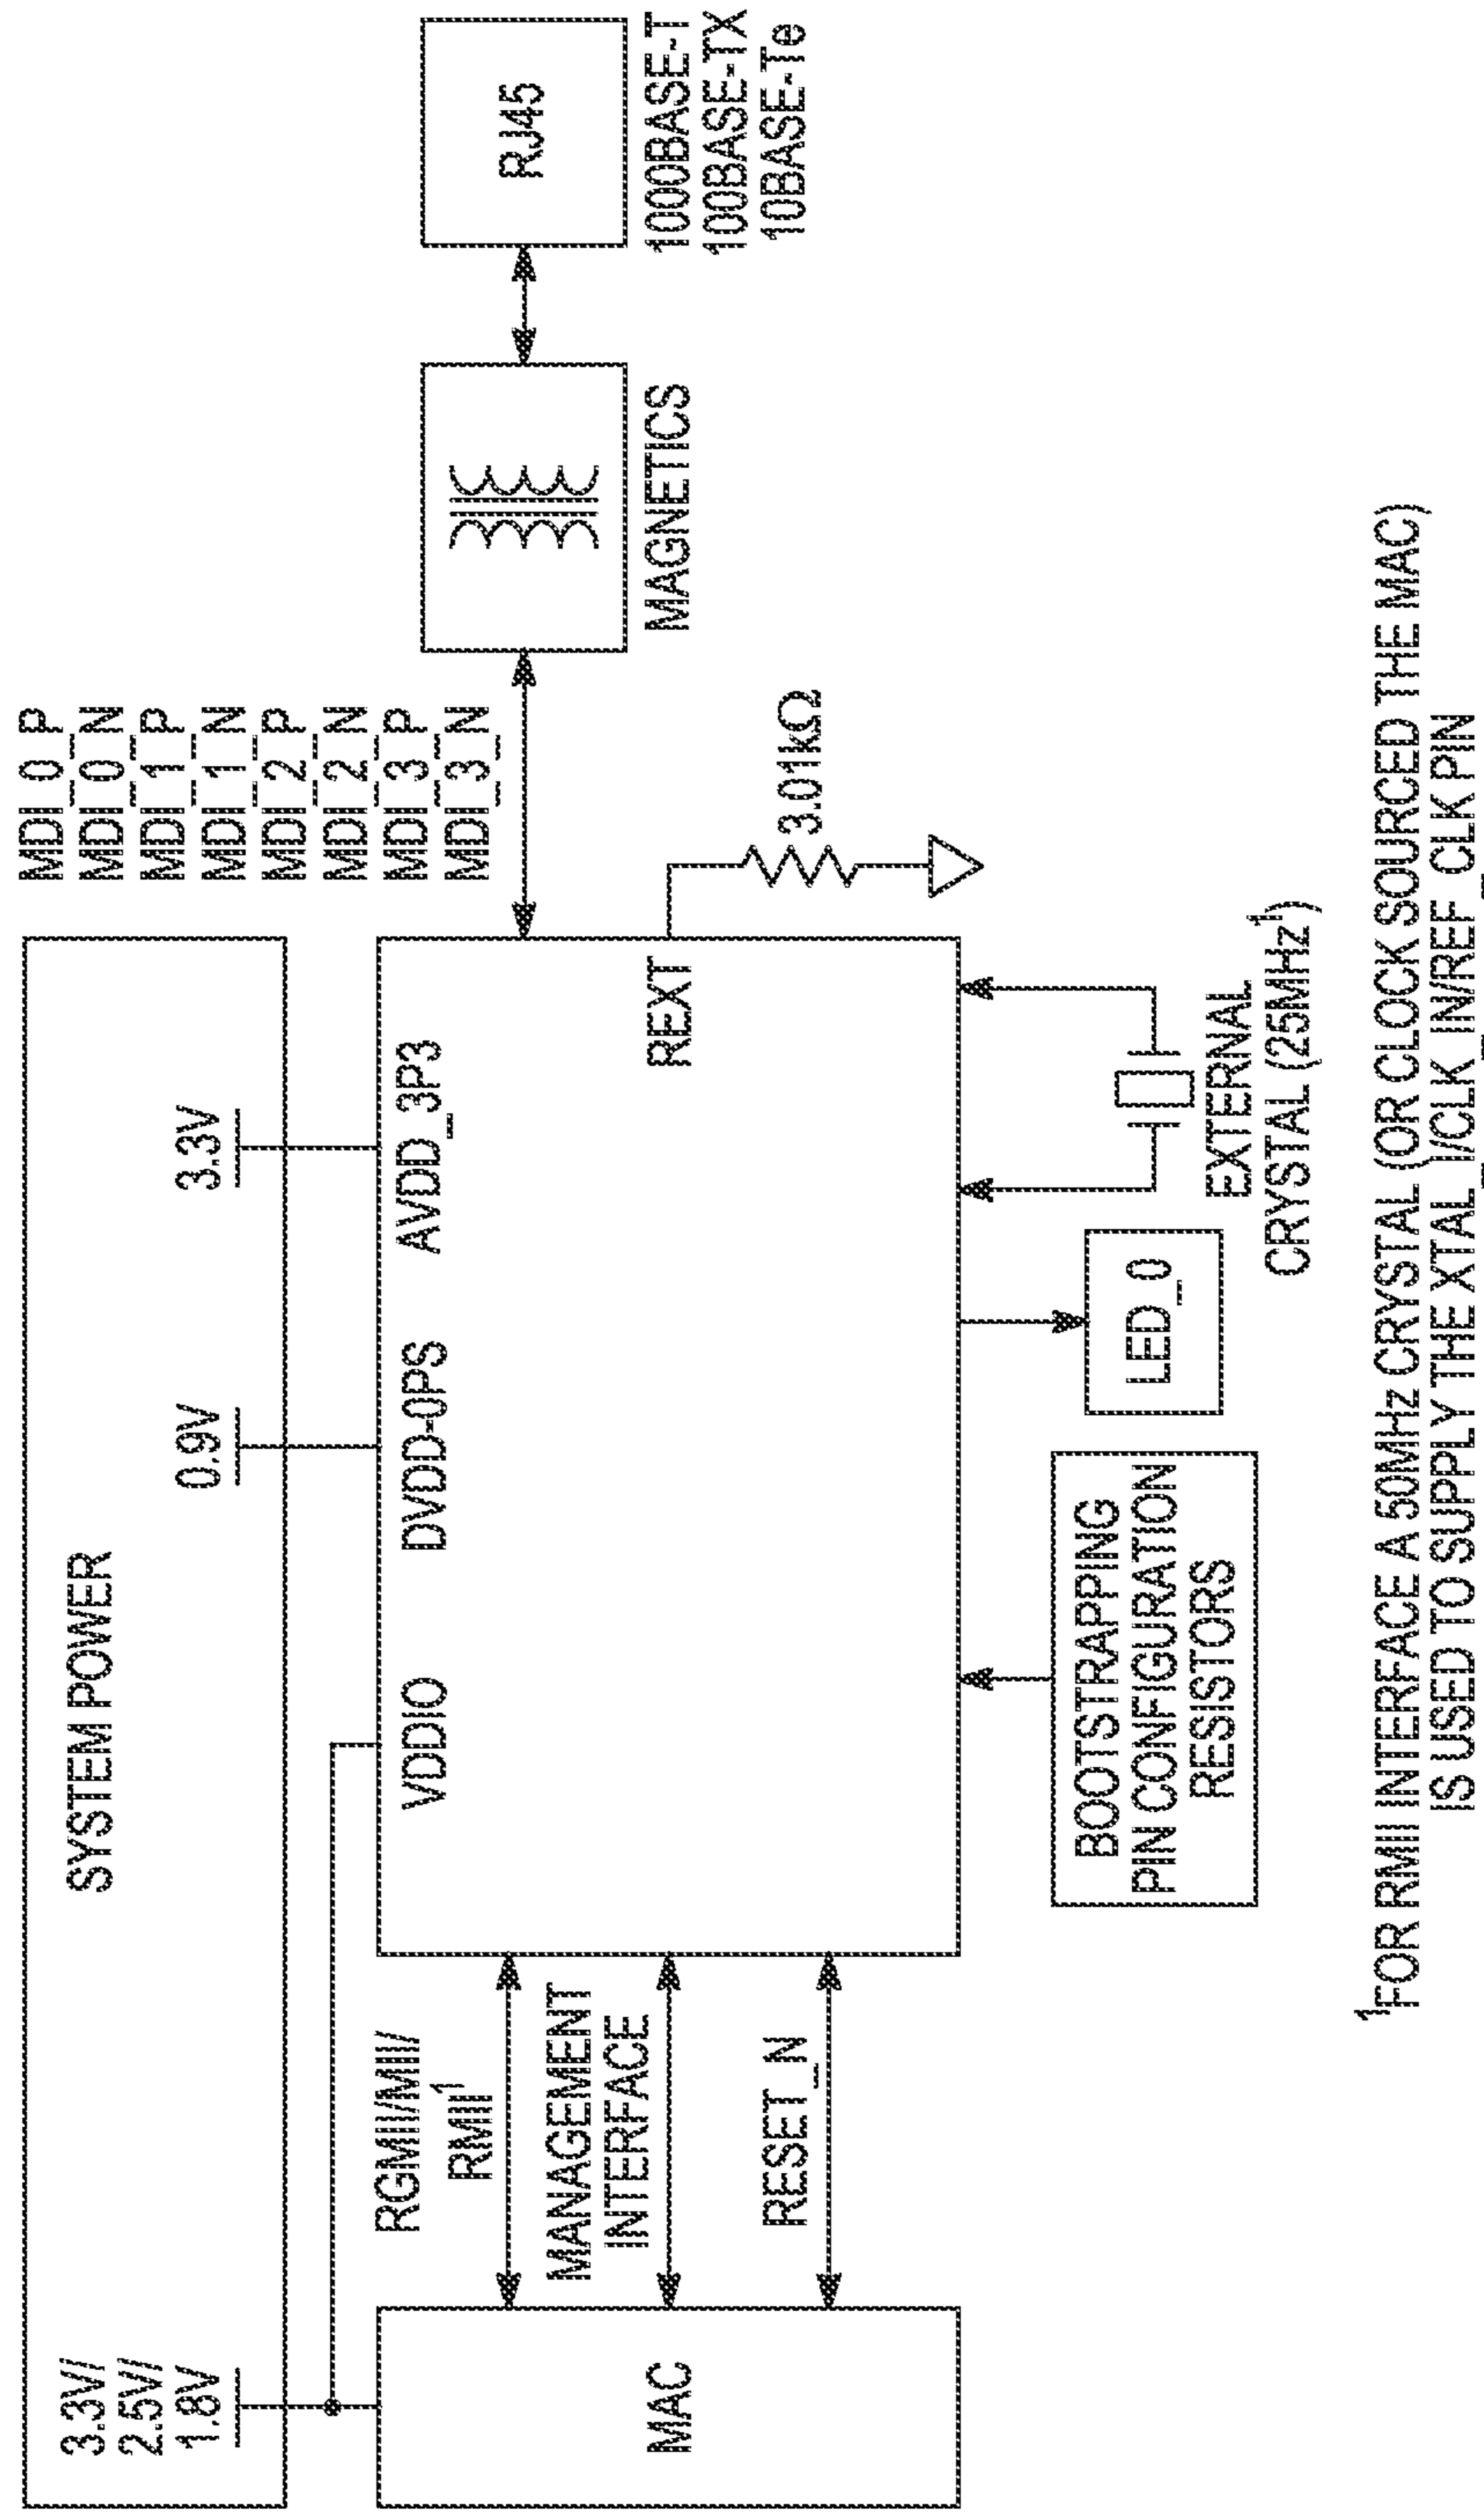 SYSTEM POWER
3.3V/
2.5V/
1.8V
0.9V
3.3V
MDI_0_P
MDI_0_N
MDI_1_P
MDI_1_N
MDI_2_P
MDI_2_N
MDI_3_P
MDI_3_N
VDDIO
DVDD-0PS
AVDD_3P3
RGMII/MII/
RMII¹
MANAGEMENT
INTERFACE
RESET_N
MAC
REXT
3.01kΩ
MAGNETICS
RJ45
1000BASE-T
100BASE-TX
10BASE-Te
BOOTSTRAPPING
PIN CONFIGURATION
RESISTORS
LED_0
EXTERNAL
CRYSTAL (25MHz¹)
¹FOR RMII INTERFACE A 50MHz CRYSTAL (OR CLOCK SOURCED THE MAC)
IS USED TO SUPPLY THE XTAL_I/CLK_IN/REF_CLK PIN